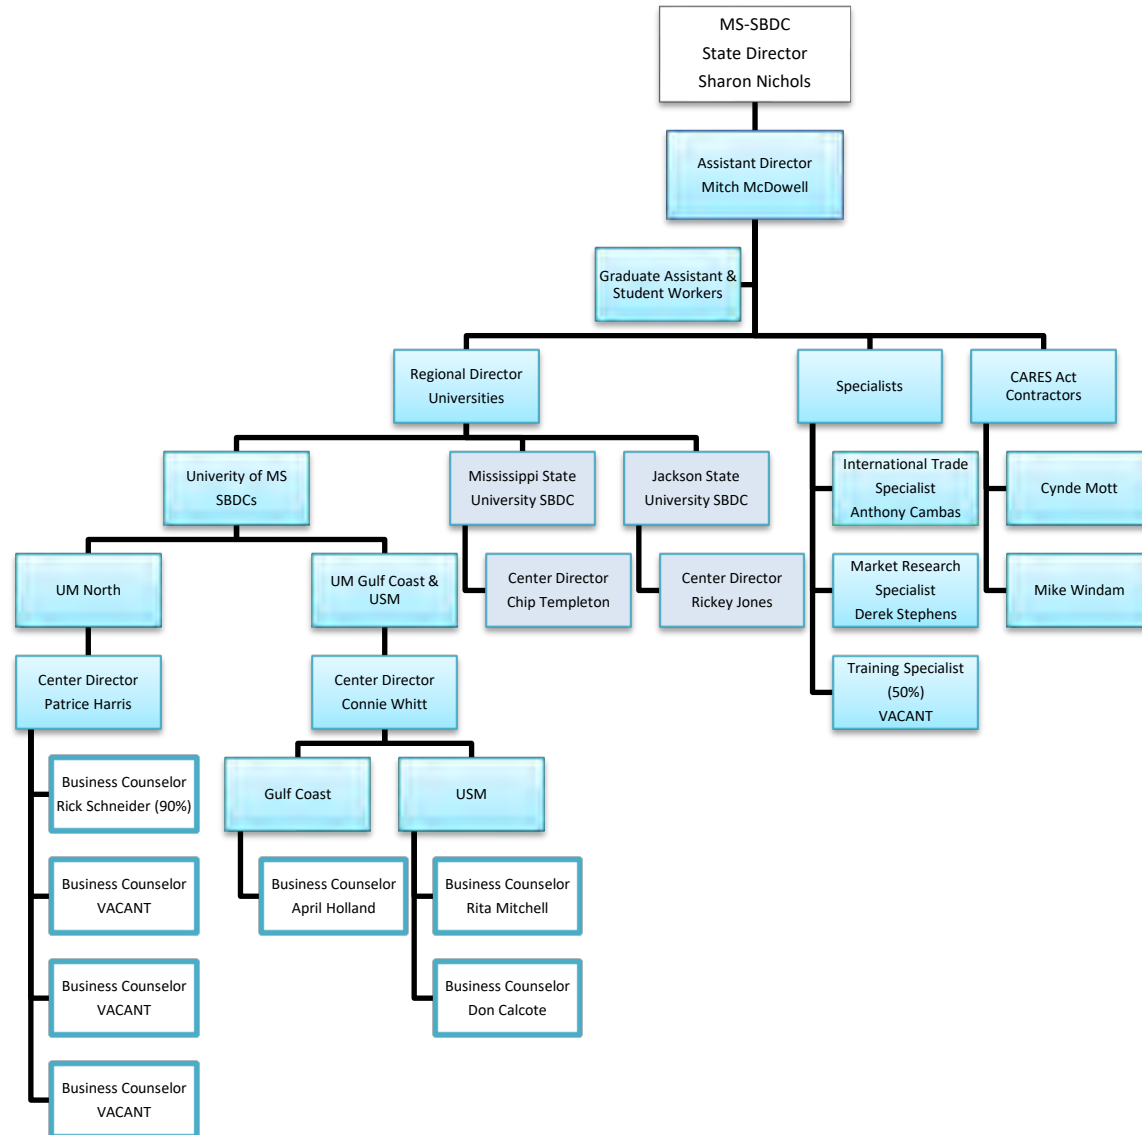 MS-SBDC
State Director
Sharon Nichols
Assistant Director
Mitch McDowell
Graduate Assistant &
Student Workers
Regional Director
Universities
Specialists
CARES Act
Contractors
Univerity of MS
SBDCs
Mississippi State
University SBDC
Jackson State
University SBDC
International Trade
Specialist
Anthony Cambas
Cynde Mott
UM North
UM Gulf Coast &
USM
Center Director
Chip Templeton
Center Director
Rickey Jones
Market Research
Specialist
Derek Stephens
Mike Windam
Center Director
Patrice Harris
Center Director
Connie Whitt
Training Specialist
(50%)
VACANT
Business Counselor
Rick Schneider (90%)
Gulf Coast
USM
Business Counselor
VACANT
Business Counselor
April Holland
Business Counselor
Rita Mitchell
Business Counselor
VACANT
Business Counselor
Don Calcote
Business Counselor
VACANT